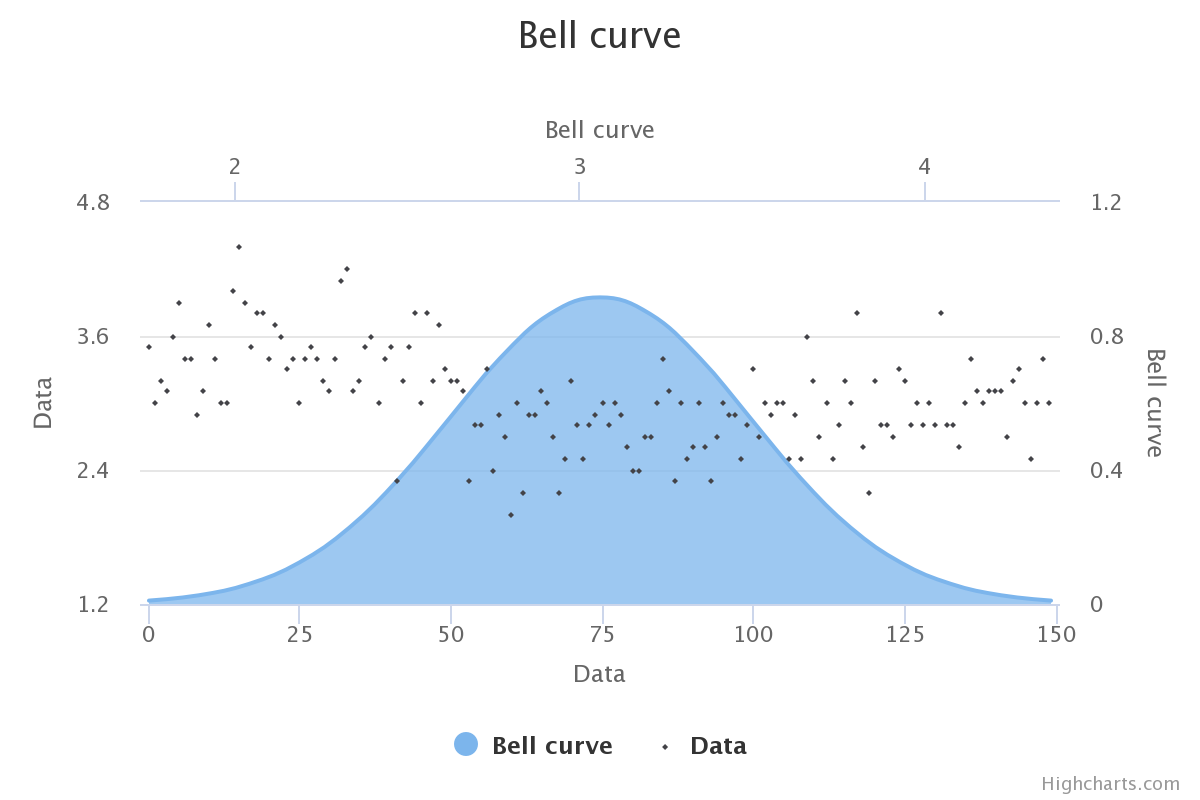 Bell curve
Bell curve
2 3 4
4.8 1.2
3.6 0.8
Data Bell curve
2.4 0.4
1.2 0
0 25 50 75 100 125 150
Data
Bell curve Data
Highcharts.com